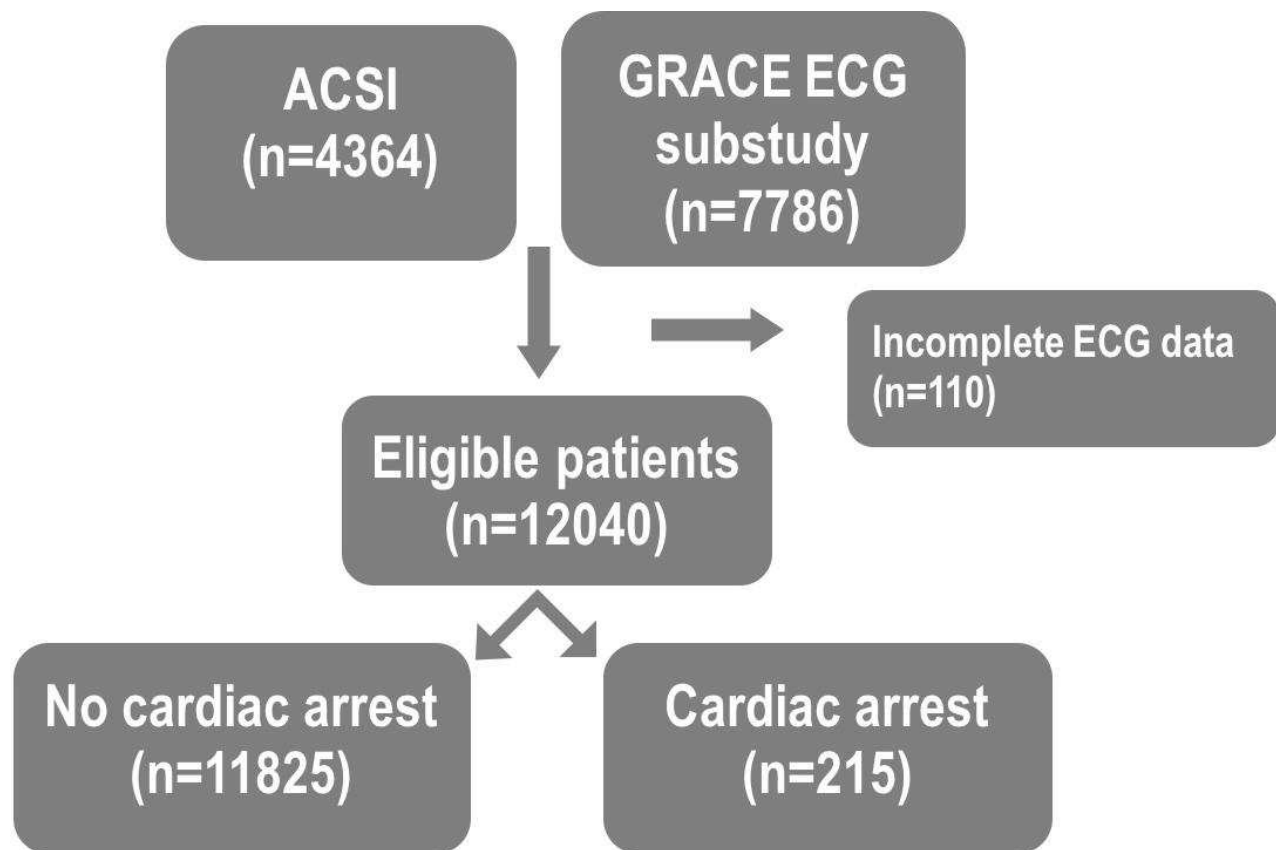 ACSI
(n=4364)
GRACE ECG
substudy
(n=7786)
Incomplete ECG data
(n=110)
Eligible patients
(n=12040)
No cardiac arrest
(n=11825)
Cardiac arrest
(n=215)